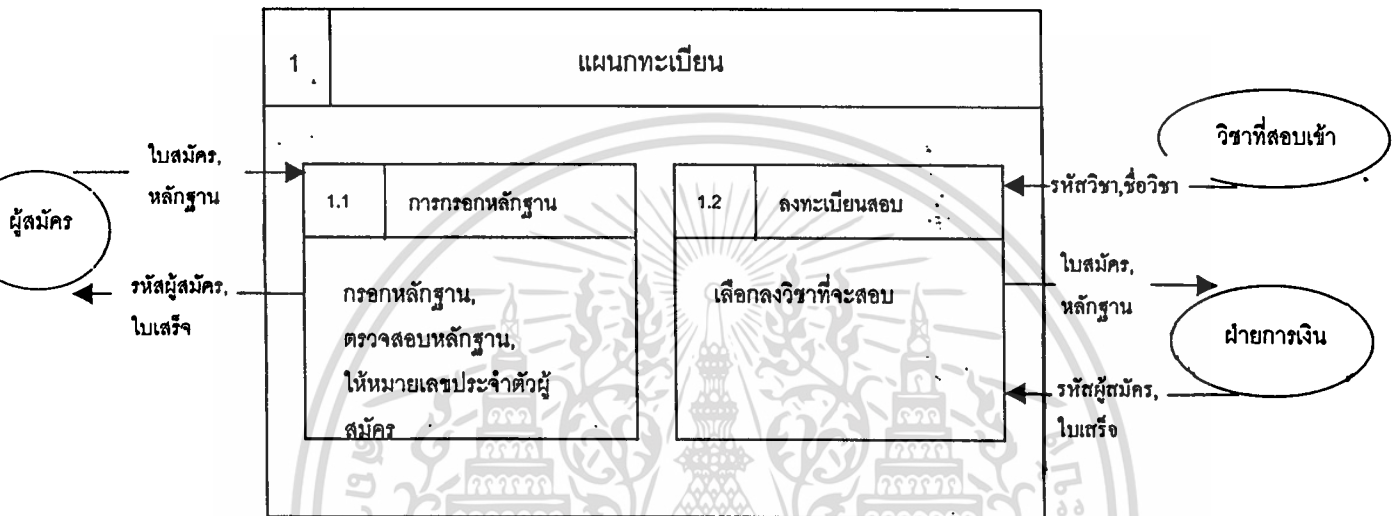 1
แผนกทะเบียน
ผู้สมัคร
ใบสมัคร,
หลักฐาน
รหัสผู้สมัคร,
ใบเสร็จ
1.1
การกรอกหลักฐาน
กรอกหลักฐาน,
ตรวจสอบหลักฐาน,
ให้หมายเลขประจำตัวผู้
สมัคร
1.2
ลงทะเบียนสอบ
เลือกลงวิชาที่จะสอบ
วิชาที่สอบเข้า
รหัสวิชา,ชื่อวิชา
ใบสมัคร,
หลักฐาน
ฝ่ายการเงิน
รหัสผู้สมัคร,
ใบเสร็จ